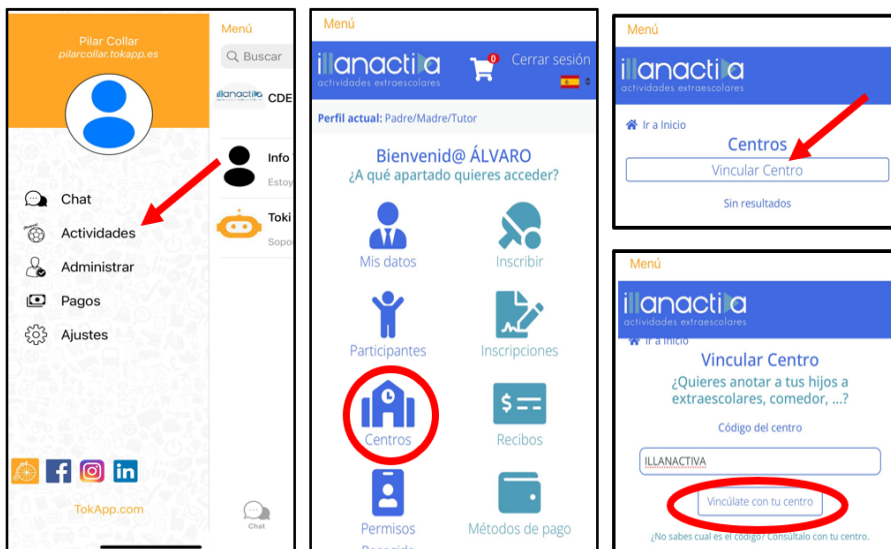 Pilar Collar
pilarcollar.tokapp.es
Chat
Actividades
Administrar
Pagos
Ajustes
TokApp.com
Menú
Buscar
illanactiva
CDE
Info
Estoy
Toki
Sopo
Chat
Menú
illanactiva
actividades extraescolares
0
Cerrar sesión
Perfil actual: Padre/Madre/Tutor
Bienvenid@ ÁLVARO
¿A qué apartado quieres acceder?
Mis datos
Inscribir
Participantes
Inscripciones
Centros
Recibos
Permisos
Recogida
Métodos de pago
Menú
illanactiva
actividades extraescolares
Ir a Inicio
Centros
Vincular Centro
Sin resultados
Menú
illanactiva
actividades extraescolares
Ir a Inicio
Vincular Centro
¿Quieres anotar a tus hijos a
extraescolares, comedor, ...?
Código del centro
ILLANACTIVA
Vincúlate con tu centro
¿No sabes cual es el código? Consúltalo con tu centro.